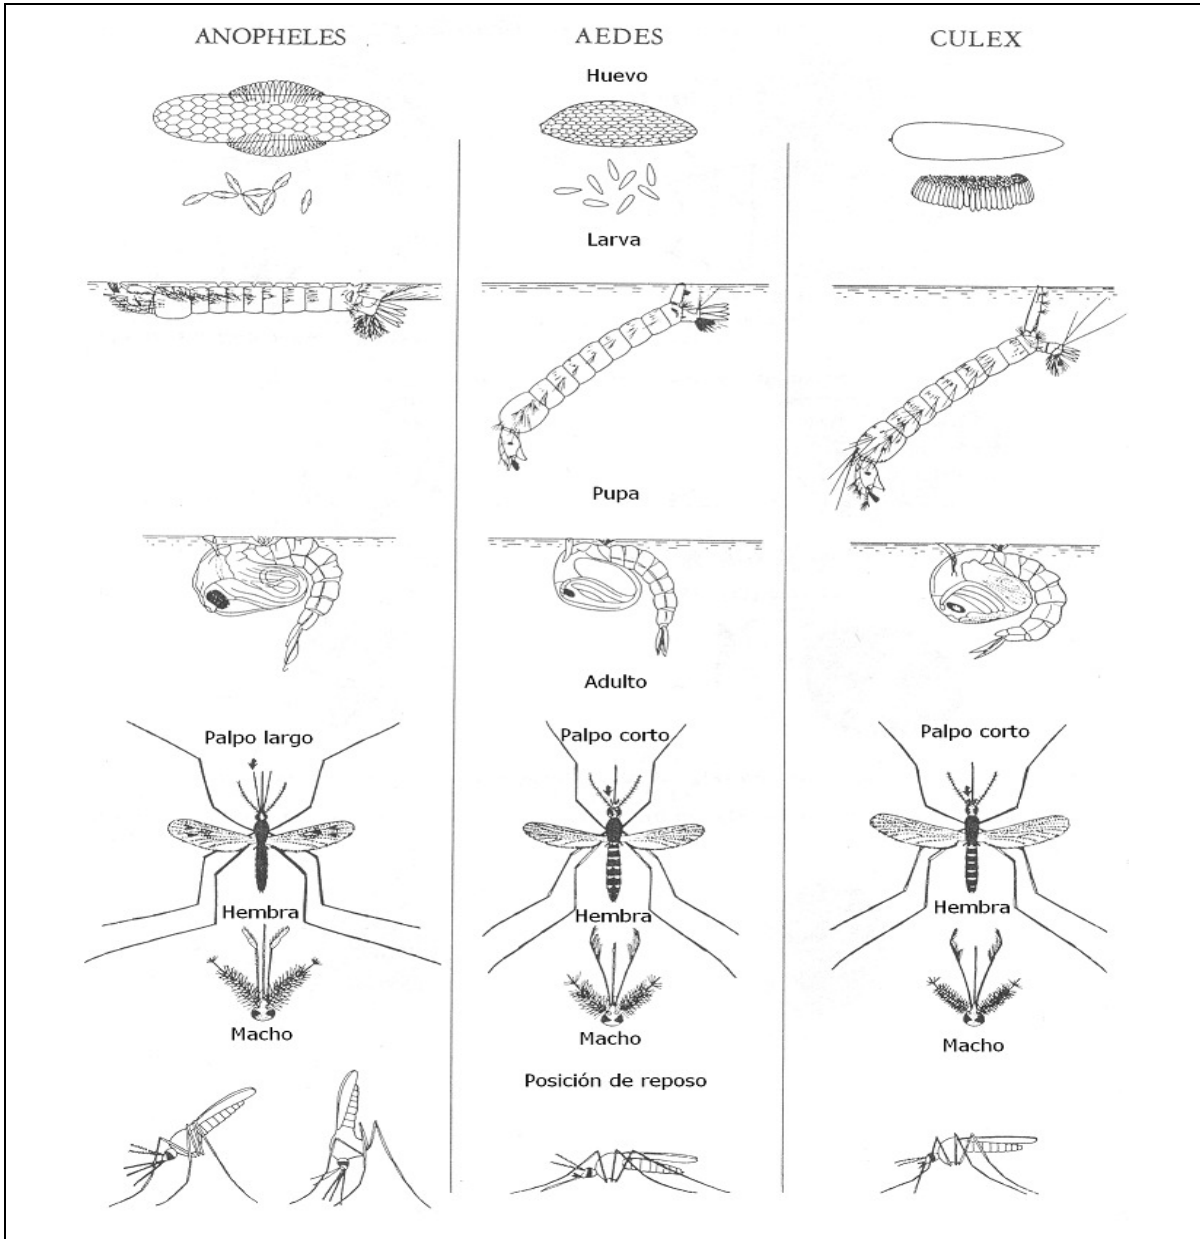 ANOPHELES
AEDES
CULEX
Huevo
Larva
Pupa
Adulto
Palpo largo
Palpo corto
Palpo corto
Hembra
Hembra
Hembra
Macho
Macho
Macho
Posición de reposo